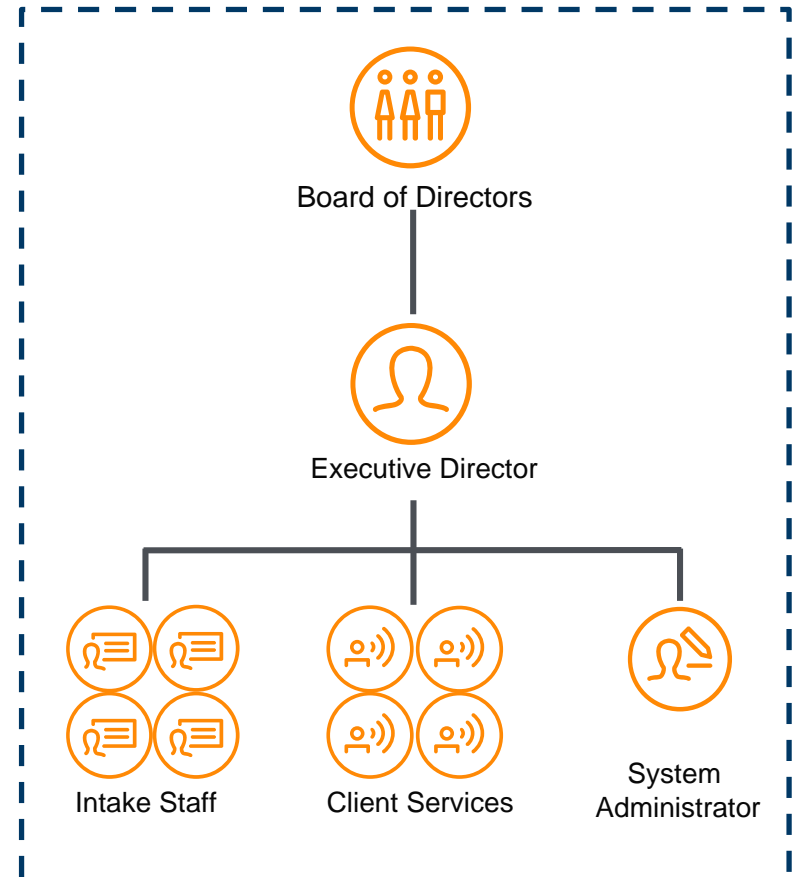 Board of Directors
Executive Director
Intake Staff
Client Services
System
Administrator